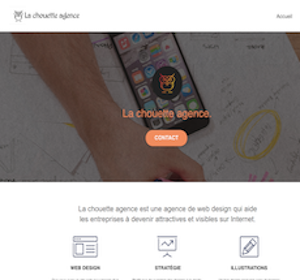 La chouette agence
Accueil
La chouette agence.
CONTACT
La chouette agence est une agence de web design qui aide
les entreprises à devenir attractives et visibles sur Internet.
WEB DESIGN
STRATÉGIE
ILLUSTRATIONS